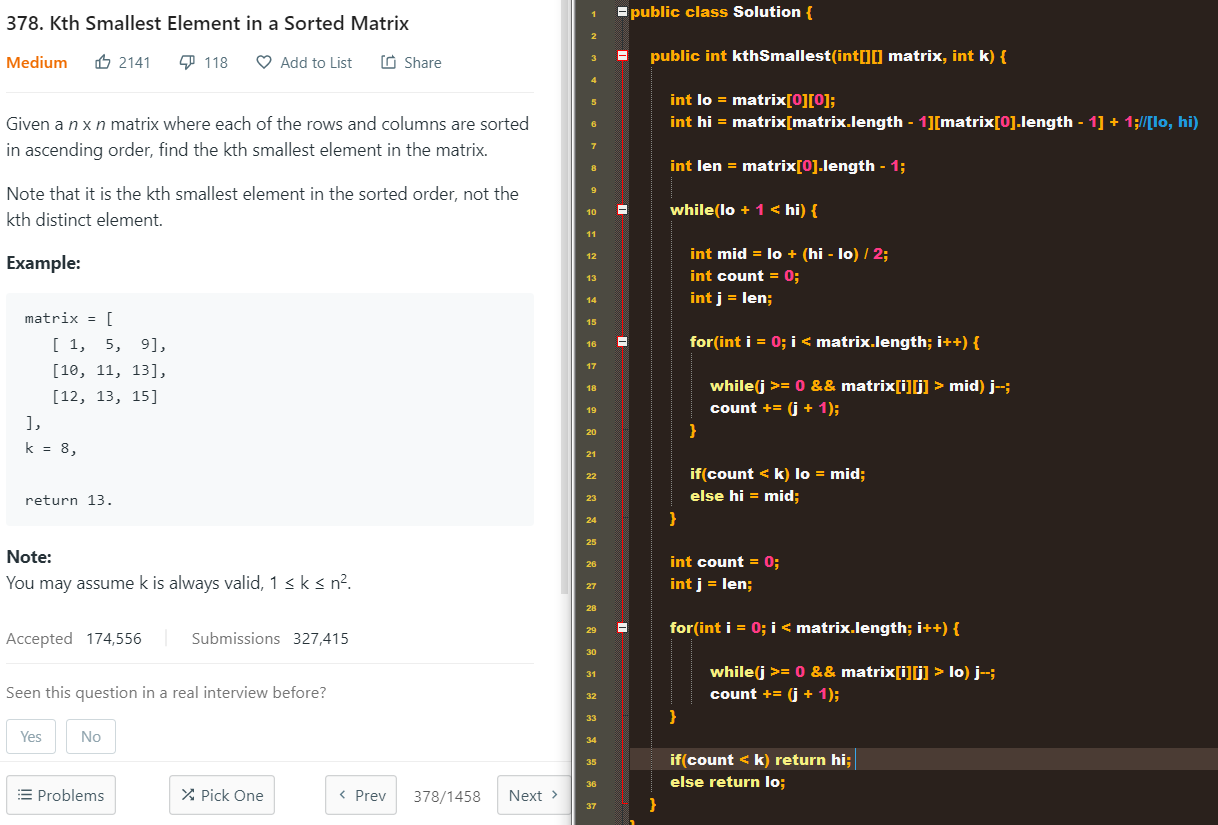 378. Kth Smallest Element in a Sorted Matrix
Medium 2141 118 Add to List Share
Given a n x n matrix where each of the rows and columns are sorted
in ascending order, find the kth smallest element in the matrix.
Note that it is the kth smallest element in the sorted order, not the
kth distinct element.
Example:
matrix = [
[ 1, 5, 9],
[10, 11, 13],
[12, 13, 15]
],
k = 8,
return 13.
Note:
You may assume k is always valid, 1 ≤ k ≤ n².
Accepted 174,556 Submissions 327,415
Seen this question in a real interview before?
Yes No
Problems Pick One Prev 378/1458 Next
1 public class Solution {
2
3 public int kthSmallest(int[][] matrix, int k) {
4
5 int lo = matrix[0][0];
6 int hi = matrix[matrix.length - 1][matrix[0].length - 1] + 1;//[lo, hi)
7
8 int len = matrix[0].length - 1;
9
10 while(lo + 1 < hi) {
11
12 int mid = lo + (hi - lo) / 2;
13 int count = 0;
14 int j = len;
15
16 for(int i = 0; i < matrix.length; i++) {
17
18 while(j >= 0 && matrix[i][j] > mid) j--;
19 count += (j + 1);
20 }
21
22 if(count < k) lo = mid;
23 else hi = mid;
24 }
25
26 int count = 0;
27 int j = len;
28
29 for(int i = 0; i < matrix.length; i++) {
30
31 while(j >= 0 && matrix[i][j] > lo) j--;
32 count += (j + 1);
33 }
34
35 if(count < k) return hi;
36 else return lo;
37 }
}